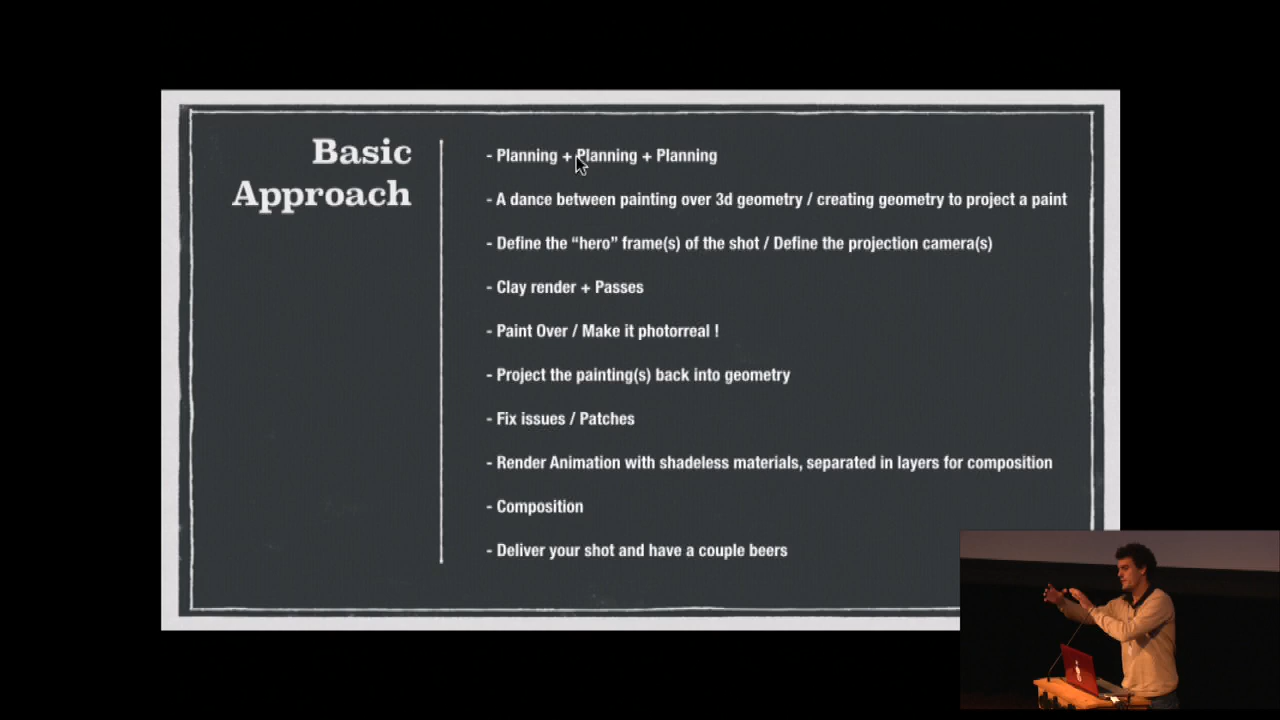 Basic
Approach
- Planning + Planning + Planning
- A dance between painting over 3d geometry / creating geometry to project a paint
- Define the “hero” frame(s) of the shot / Define the projection camera(s)
- Clay render + Passes
- Paint Over / Make it photorreal !
- Project the painting(s) back into geometry
- Fix issues / Patches
- Render Animation with shadeless materials, separated in layers for composition
- Composition
- Deliver your shot and have a couple beers